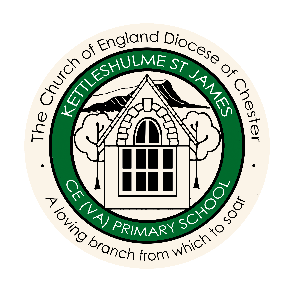 The Church of England Diocese of Chester
KETTLESHULME ST JAMES
CE (VA) PRIMARY SCHOOL
A loving branch from which to soar